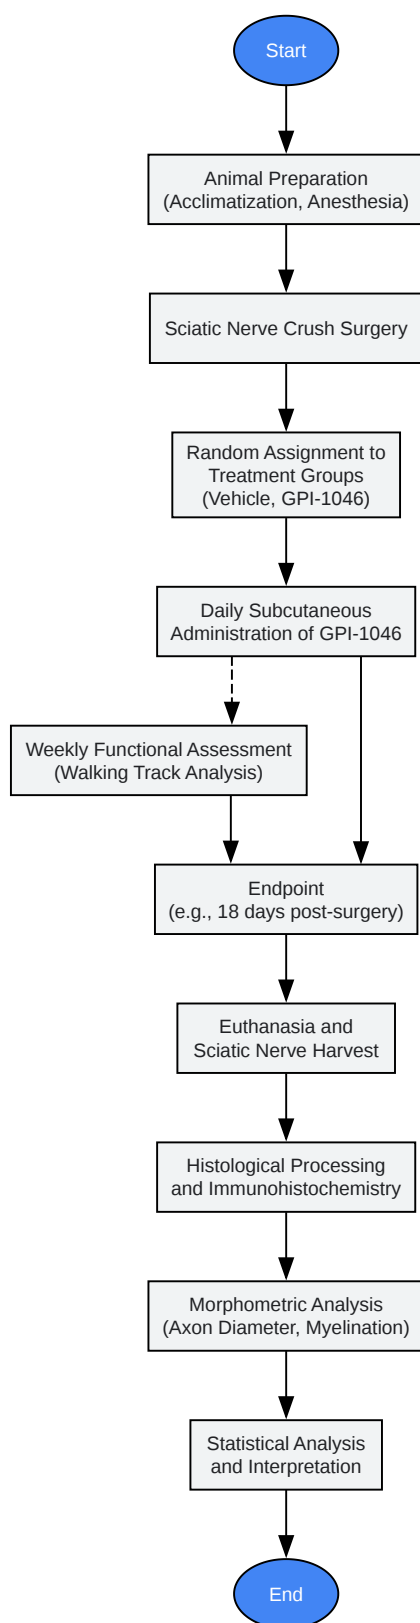 Start
Animal Preparation
(Acclimatization, Anesthesia)
Sciatic Nerve Crush Surgery
Random Assignment to
Treatment Groups
(Vehicle, GPI-1046)
Daily Subcutaneous
Administration of GPI-1046
Weekly Functional Assessment
(Walking Track Analysis)
Endpoint
(e.g., 18 days post-surgery)
Euthanasia and
Sciatic Nerve Harvest
Histological Processing
and Immunohistochemistry
Morphometric Analysis
(Axon Diameter, Myelination)
Statistical Analysis
and Interpretation
End